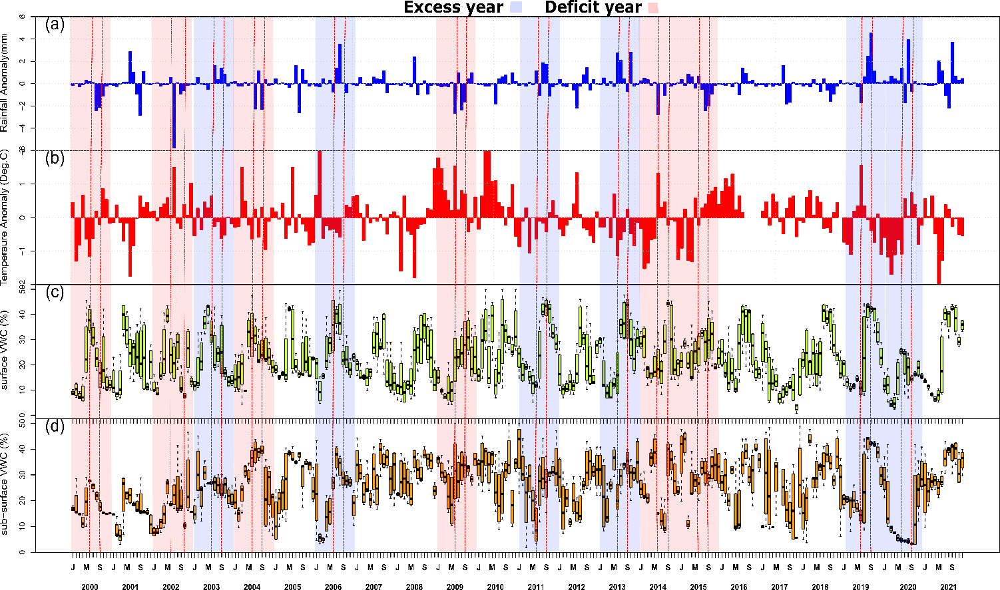 Excess year Deficit year
(a)
Rainfall Anomaly(mm)
6
4
2
0
−2
−4
(b)
Temperaure Anomaly (Deg.C)
1
0
−1
(c)
surface VWC (%)
40
30
20
10
(d)
sub−surface VWC (%)
50
40
30
20
10
0
J M S J M S J M S J M S J M S J M S J M S J M S J M S J M S J M S J M S J M S J M S J M S J M S J M S J M S J M S J M S J M S J M S
2000 2001 2002 2003 2004 2005 2006 2007 2008 2009 2010 2011 2012 2013 2014 2015 2016 2017 2018 2019 2020 2021